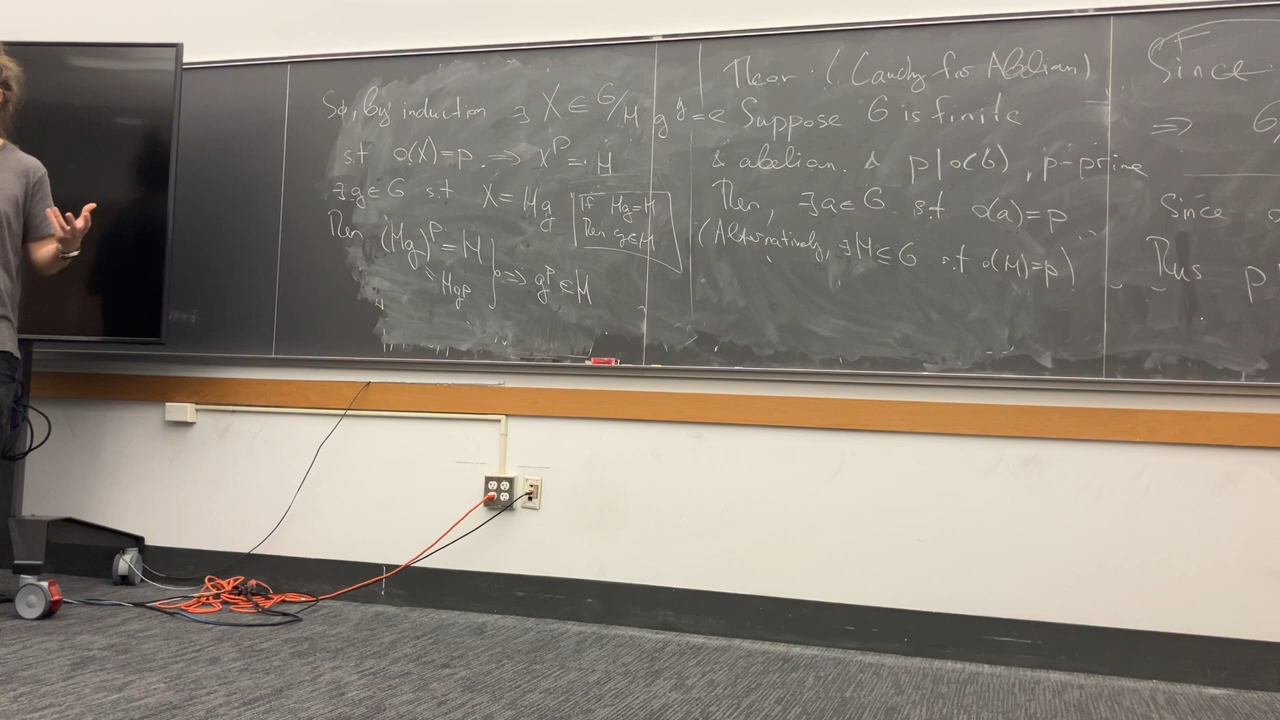 So, by induction ∃ X ∈ G/H
st o(X) = p. ⇒ X^p = H
∃ g ∈ G s.t X = Hg
If Hg = H
Then g ∈ H
Then (Hg)^p = H
" Hgp
⇒ g^p ∈ H
Theor. (Cauchy for Abelian)
= e Suppose G is finite
& abelian. & p | o(G), p-prime
Then, ∃ a ∈ G s.t o(a) = p
(Alternatively, ∃ H ≤ G s.t o(H) = p)
Since
⇒ G
Since
Thus p